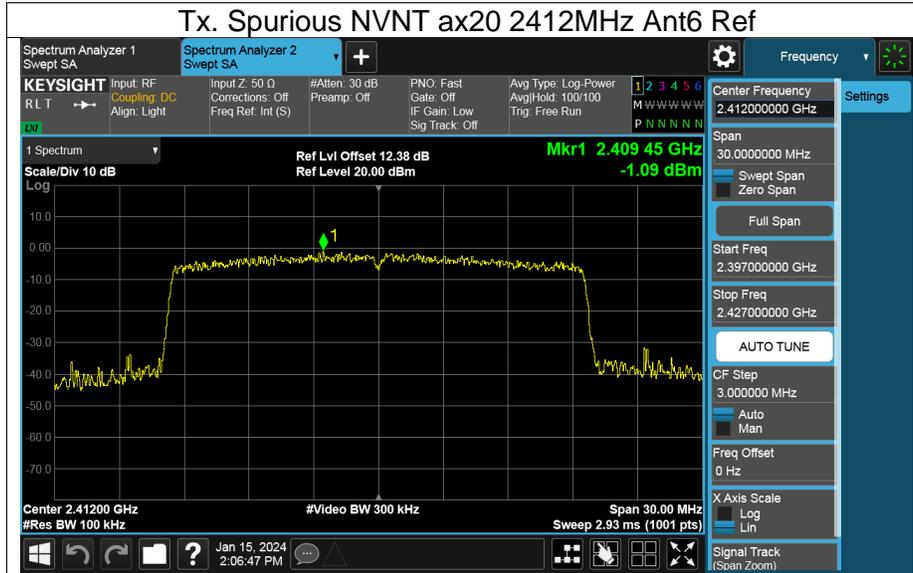 Tx. Spurious NVNT ax20 2412MHz Ant6 Ref
Spectrum Analyzer 1
Swept SA
Spectrum Analyzer 2
Swept SA
+
Frequency
Settings
KEYSIGHT
RLT
LXI
Input: RF
Coupling: DC
Align: Light
Input Z: 50 Ω
Corrections: Off
Freq Ref: Int (S)
#Atten: 30 dB
Preamp: Off
PNO: Fast
Gate: Off
IF Gain: Low
Sig Track: Off
Avg Type: Log-Power
Avg|Hold: 100/100
Trig: Free Run
1 2 3 4 5 6
M W W W W W
P N N N N N
1 Spectrum
Scale/Div 10 dB
Log
Ref Lvl Offset 12.38 dB
Ref Level 20.00 dBm
Mkr1 2.409 45 GHz
-1.09 dBm
10.0
0.00
-10.0
-20.0
-30.0
-40.0
-50.0
-60.0
-70.0
1
Center 2.41200 GHz
#Res BW 100 kHz
#Video BW 300 kHz
Span 30.00 MHz
Sweep 2.93 ms (1001 pts)
Center Frequency
2.412000000 GHz
Span
30.0000000 MHz
Swept Span
Zero Span
Full Span
Start Freq
2.397000000 GHz
Stop Freq
2.427000000 GHz
AUTO TUNE
CF Step
3.000000 MHz
Auto
Man
Freq Offset
0 Hz
X Axis Scale
Log
Lin
Signal Track
(Span Zoom)
?
Jan 15, 2024
2:06:47 PM